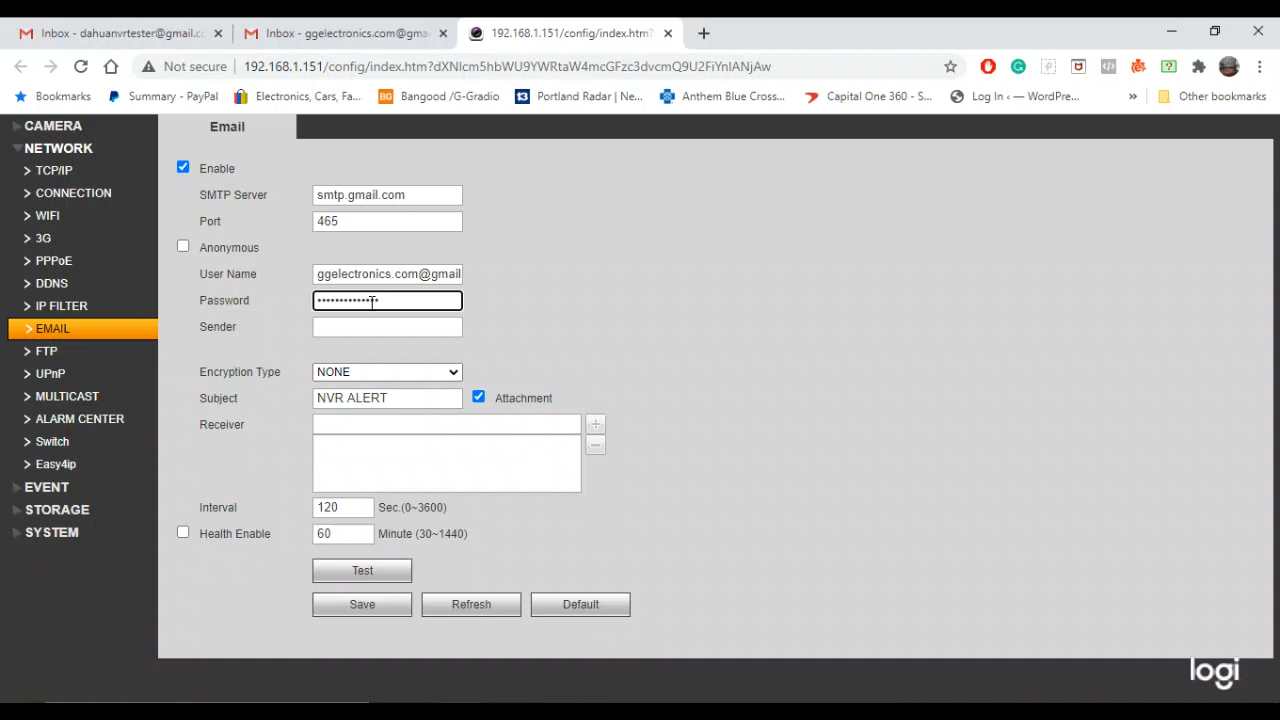 Inbox - dahuanvrtester@gmail.cc
Inbox - ggelectronics.com@gma
192.168.1.151/config/index.htm?
Not secure
192.168.1.151/config/index.htm?dXNlcm5hbWU9YWRtaW4mcGFzc3dvcmQ9U2FiYnlANjAw
Bookmarks
Summary - PayPal
Electronics, Cars, Fa...
BG Bangood /G-Gradio
13 Portland Radar | Ne...
Anthem Blue Cross...
Capital One 360 - S...
Log In ‹ — WordPre...
»
Other bookmarks
CAMERA
NETWORK
> TCP/IP
> CONNECTION
> WIFI
> 3G
> PPPoE
> DDNS
> IP FILTER
> EMAIL
> FTP
> UPnP
> MULTICAST
> ALARM CENTER
> Switch
> Easy4ip
EVENT
STORAGE
SYSTEM
Email
Enable
SMTP Server smtp.gmail.com
Port 465
Anonymous
User Name ggelectronics.com@gmail
Password ••••••••••••••
Sender
Encryption Type NONE
Subject NVR ALERT Attachment
Receiver
Interval 120 Sec.(0~3600)
Health Enable 60 Minute (30~1440)
Test
Save Refresh Default
logi